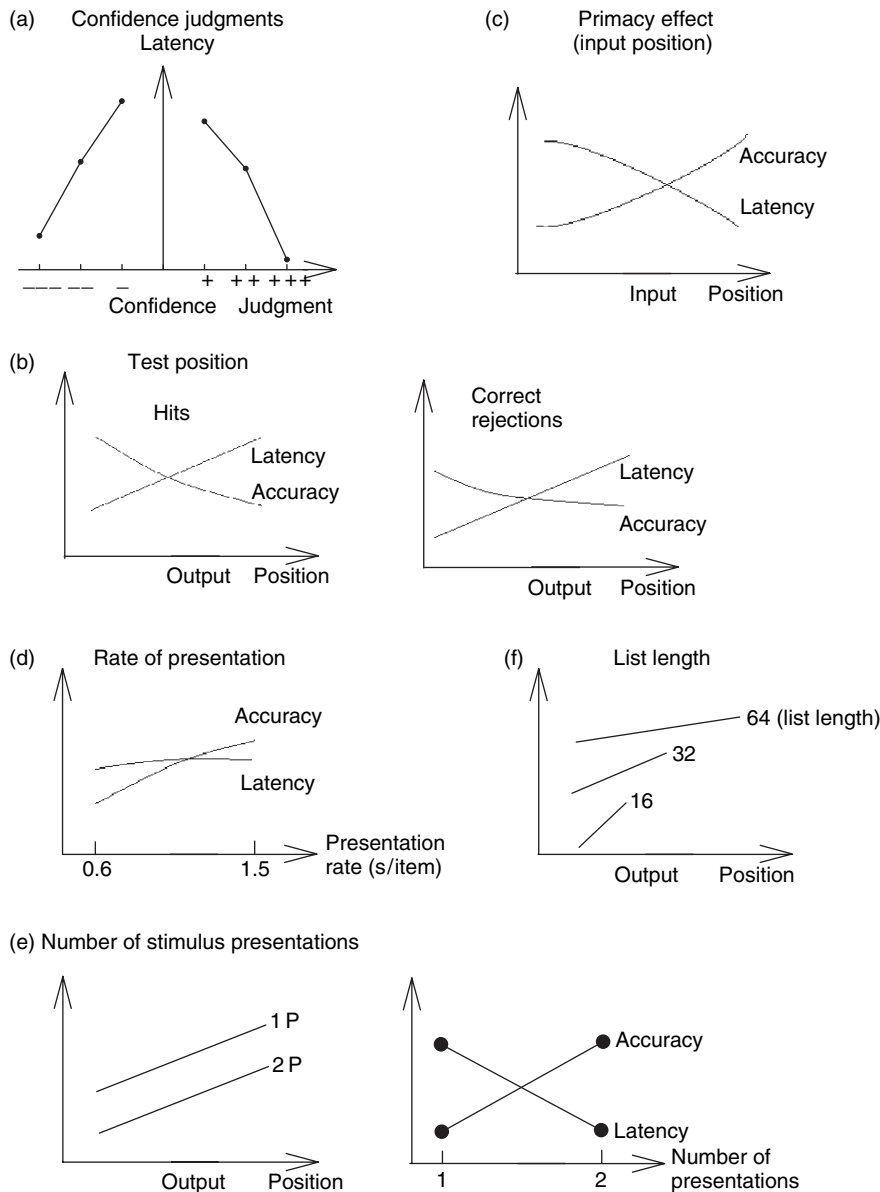 (a) Confidence judgments
Latency
– – – – – –
+ + + + + +
Confidence Judgment
(c) Primacy effect
(input position)
Accuracy
Latency
Input Position
(b) Test position
Hits
Latency
Accuracy
Output Position
Correct
rejections
Latency
Accuracy
Output Position
(d) Rate of presentation
Accuracy
Latency
0.6 1.5
Presentation
rate (s/item)
(f) List length
64 (list length)
32
16
Output Position
(e) Number of stimulus presentations
1 P
2 P
Output Position
Accuracy
Latency
1 2
Number of
presentations